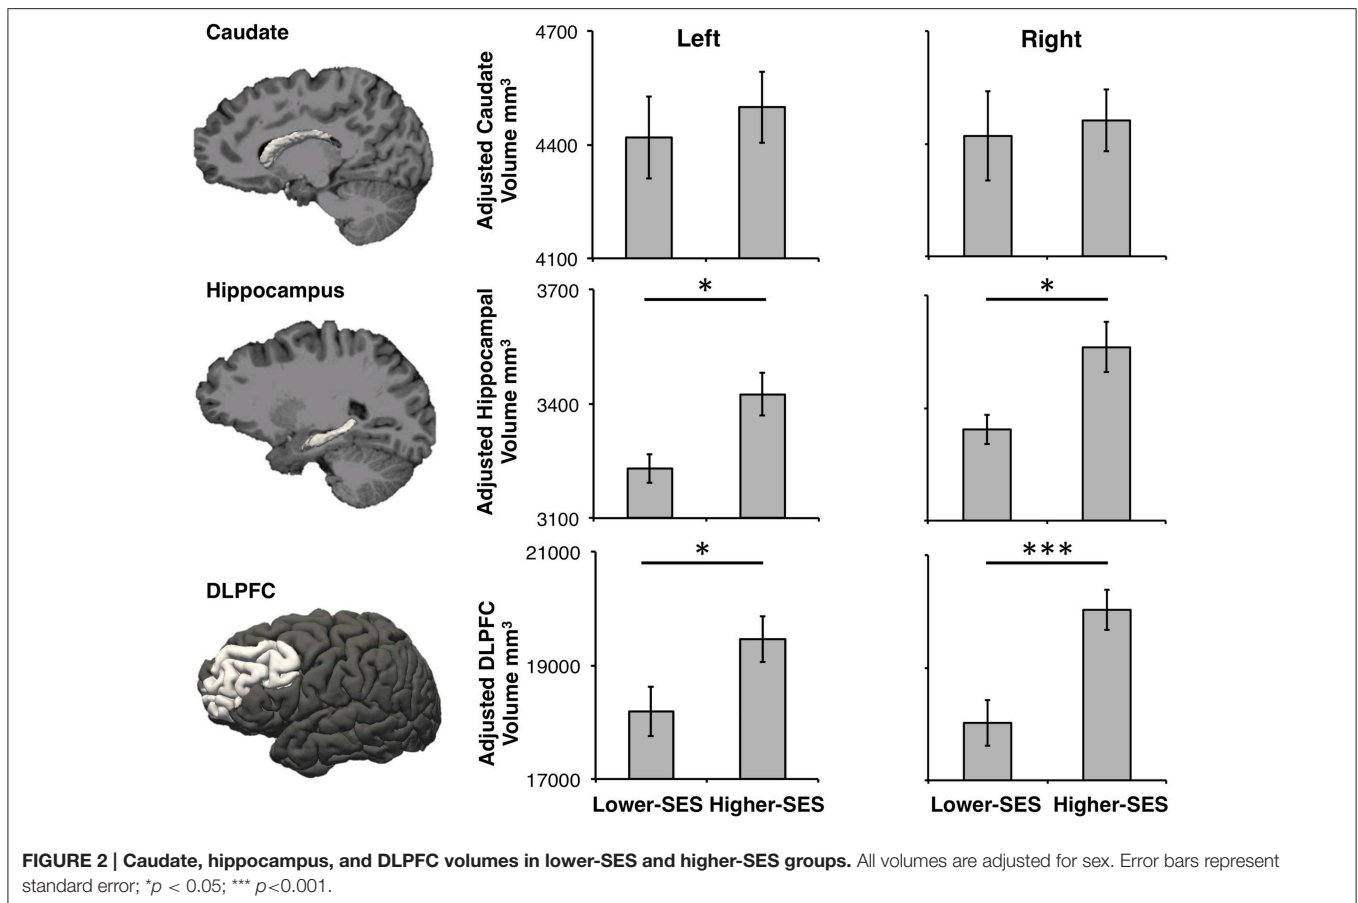 Caudate
Left
Right
Adjusted Caudate
Volume mm³
4700
4400
4100
Hippocampus
Adjusted Hippocampal
Volume mm³
3700
3400
3100
*
*
DLPFC
Adjusted DLPFC
Volume mm³
21000
19000
17000
*
***
Lower-SES Higher-SES
Lower-SES Higher-SES
FIGURE 2 | Caudate, hippocampus, and DLPFC volumes in lower-SES and higher-SES groups. All volumes are adjusted for sex. Error bars represent
standard error; *p < 0.05; *** p<0.001.